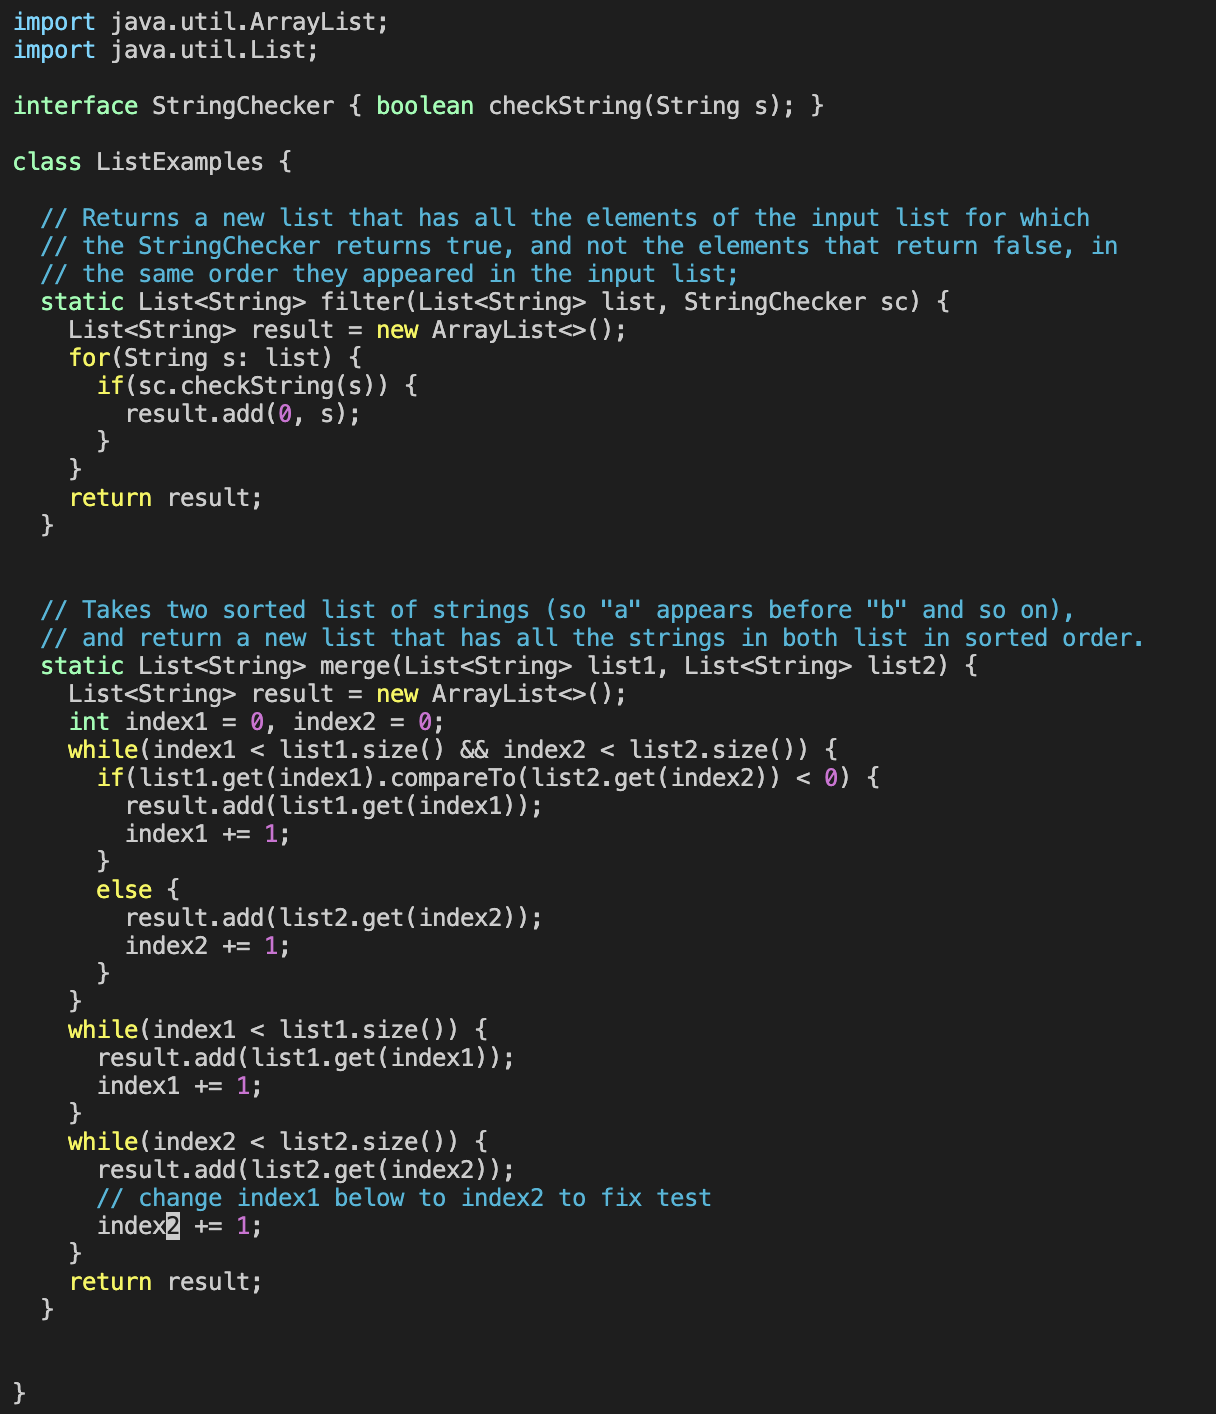 import java.util.ArrayList;
import java.util.List;

interface StringChecker { boolean checkString(String s); }

class ListExamples {

  // Returns a new list that has all the elements of the input list for which
  // the StringChecker returns true, and not the elements that return false, in
  // the same order they appeared in the input list;
  static List<String> filter(List<String> list, StringChecker sc) {
    List<String> result = new ArrayList<>();
    for(String s: list) {
      if(sc.checkString(s)) {
        result.add(0, s);
      }
    }
    return result;
  }


  // Takes two sorted list of strings (so "a" appears before "b" and so on),
  // and return a new list that has all the strings in both list in sorted order.
  static List<String> merge(List<String> list1, List<String> list2) {
    List<String> result = new ArrayList<>();
    int index1 = 0, index2 = 0;
    while(index1 < list1.size() && index2 < list2.size()) {
      if(list1.get(index1).compareTo(list2.get(index2)) < 0) {
        result.add(list1.get(index1));
        index1 += 1;
      }
      else {
        result.add(list2.get(index2));
        index2 += 1;
      }
    }
    while(index1 < list1.size()) {
      result.add(list1.get(index1));
      index1 += 1;
    }
    while(index2 < list2.size()) {
      result.add(list2.get(index2));
      // change index1 below to index2 to fix test
      index2 += 1;
    }
    return result;
  }


}